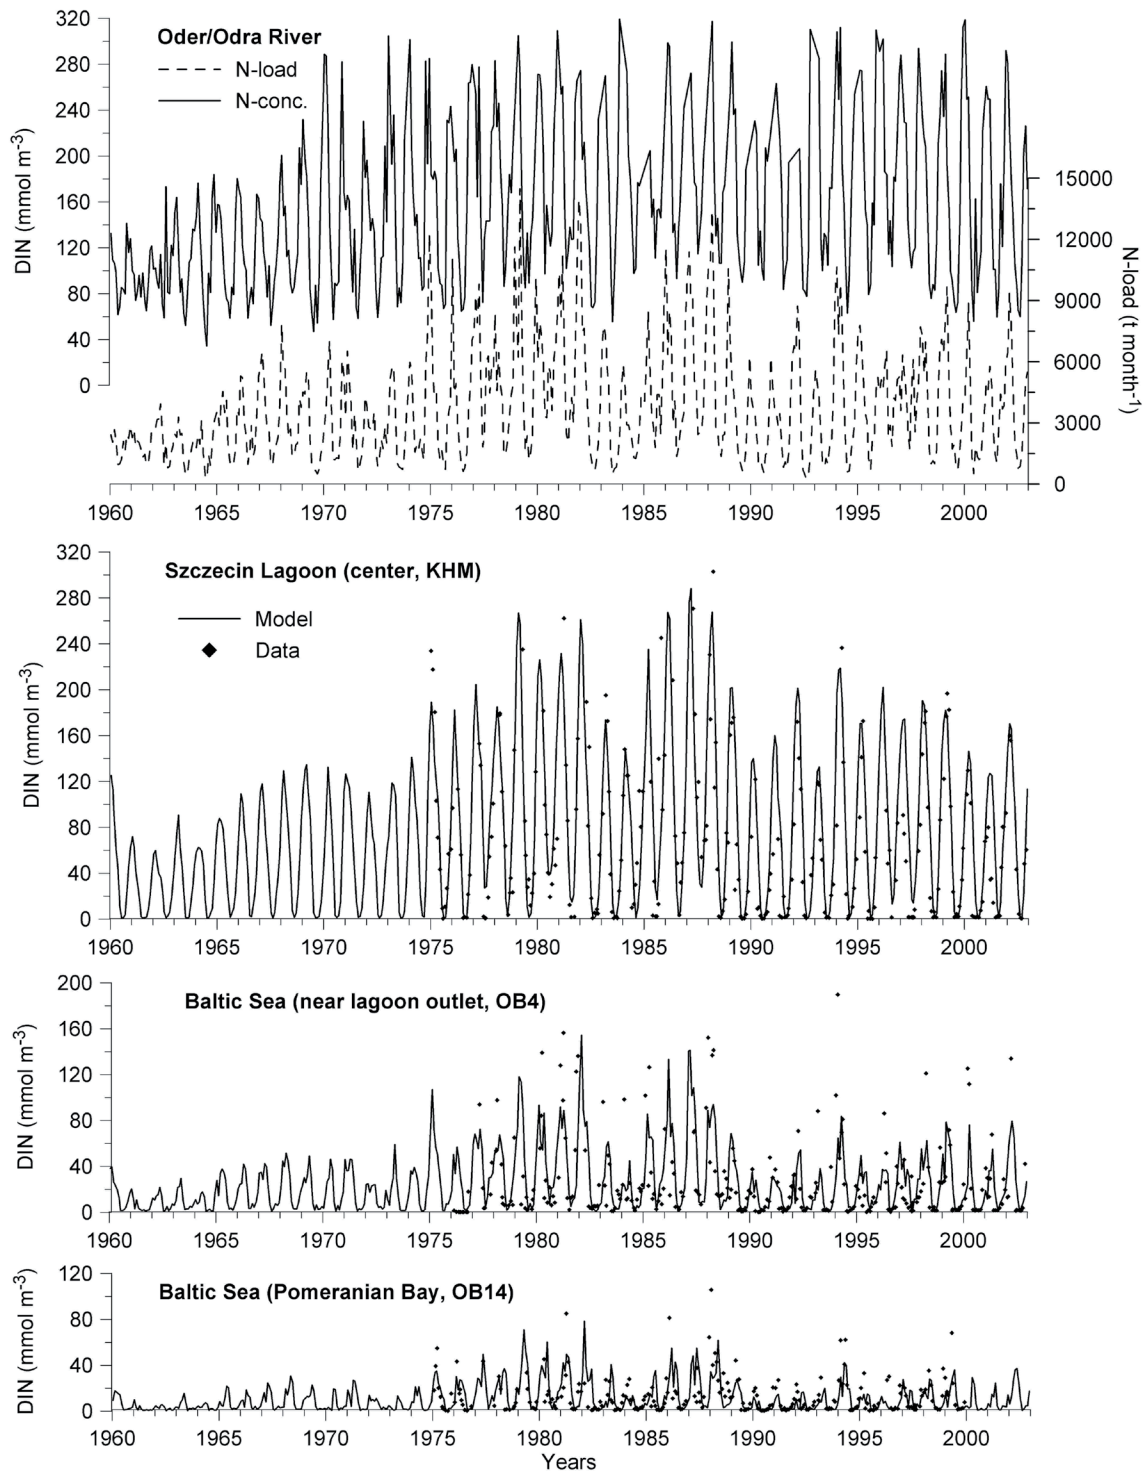 Oder/Odra River
N-load
N-conc.
DIN (mmol m-3)
320
280
240
200
160
120
80
40
0
15000
12000
9000
6000
3000
0
N-load (t month-1)
1960 1965 1970 1975 1980 1985 1990 1995 2000
Szczecin Lagoon (center, KHM)
Model
Data
DIN (mmol m-3)
320
280
240
200
160
120
80
40
0
1960 1965 1970 1975 1980 1985 1990 1995 2000
Baltic Sea (near lagoon outlet, OB4)
DIN (mmol m-3)
200
160
120
80
40
0
1960 1965 1970 1975 1980 1985 1990 1995 2000
Baltic Sea (Pomeranian Bay, OB14)
DIN (mmol m-3)
120
80
40
0
1960 1965 1970 1975 1980 1985 1990 1995 2000
Years